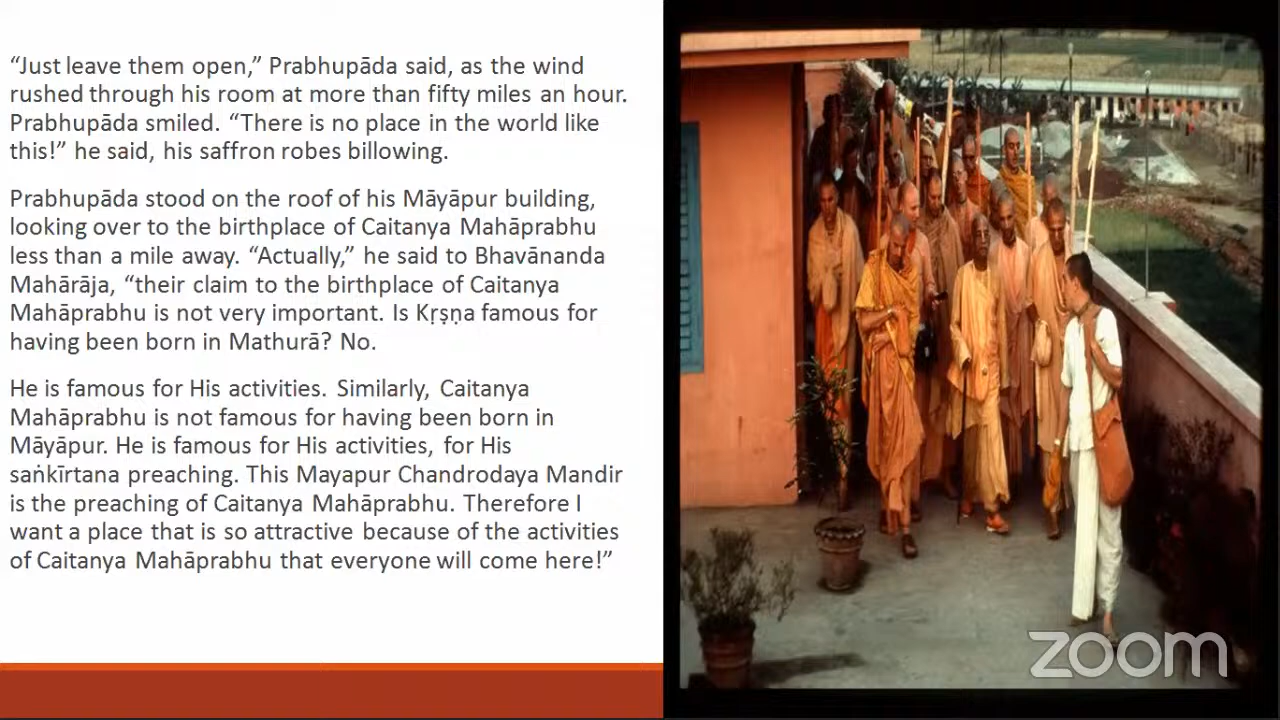 “Just leave them open,” Prabhupāda said, as the wind
rushed through his room at more than fifty miles an hour.
Prabhupāda smiled. “There is no place in the world like
this!” he said, his saffron robes billowing.
Prabhupāda stood on the roof of his Māyāpur building,
looking over to the birthplace of Caitanya Mahāprabhu
less than a mile away. “Actually,” he said to Bhavānanda
Mahārāja, “their claim to the birthplace of Caitanya
Mahāprabhu is not very important. Is Kṛṣṇa famous for
having been born in Mathurā? No.
He is famous for His activities. Similarly, Caitanya
Mahāprabhu is not famous for having been born in
Māyāpur. He is famous for His activities, for His
saṅkīrtana preaching. This Mayapur Chandrodaya Mandir
is the preaching of Caitanya Mahāprabhu. Therefore I
want a place that is so attractive because of the activities
of Caitanya Mahāprabhu that everyone will come here!”
zoom